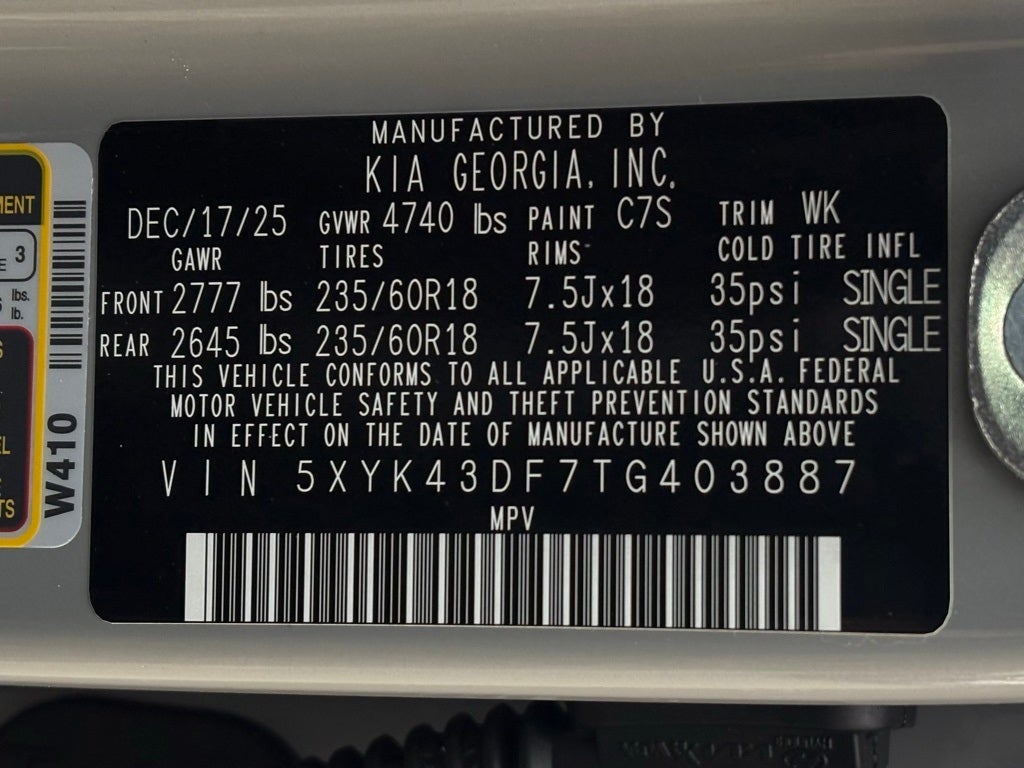 MANUFACTURED BY
KIA GEORGIA, INC.
DEC/17/25 GVWR 4740 lbs PAINT C7S TRIM WK
GAWR TIRES RIMS COLD TIRE INFL
FRONT 2777 lbs 235/60R18 7.5Jx18 35psi SINGLE
REAR 2645 lbs 235/60R18 7.5Jx18 35psi SINGLE
THIS VEHICLE CONFORMS TO ALL APPLICABLE U.S.A. FEDERAL
MOTOR VEHICLE SAFETY AND THEFT PREVENTION STANDARDS
IN EFFECT ON THE DATE OF MANUFACTURE SHOWN ABOVE
VIN 5XYK43DF7TG403887
MPV
3
lbs.
lb.
W410